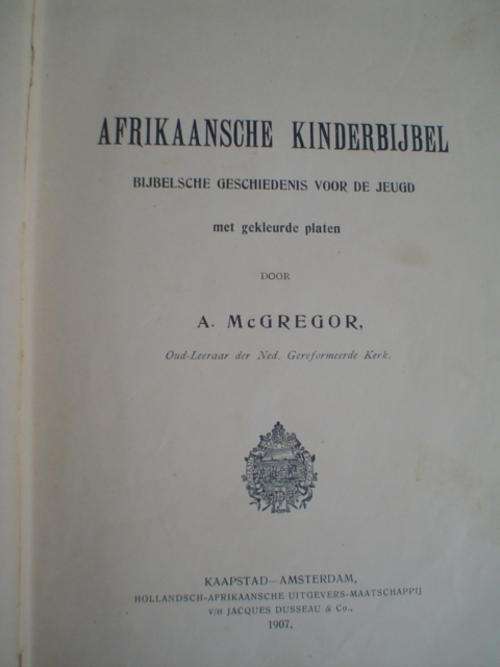 AFRIKAANSCHE KINDERBIJBEL
BIJBELSCHE GESCHIEDENIS VOOR DE JEUGD
met gekleurde platen
DOOR
A. McGREGOR,
Oud-Leeraar der Ned. Gereformeerde Kerk.
KAAPSTAD—AMSTERDAM,
HOLLANDSCH-AFRIKAANSCHE UITGEVERS-MAATSCHAPPIJ
V/H JACQUES DUSSEAU & Co.,
1907.